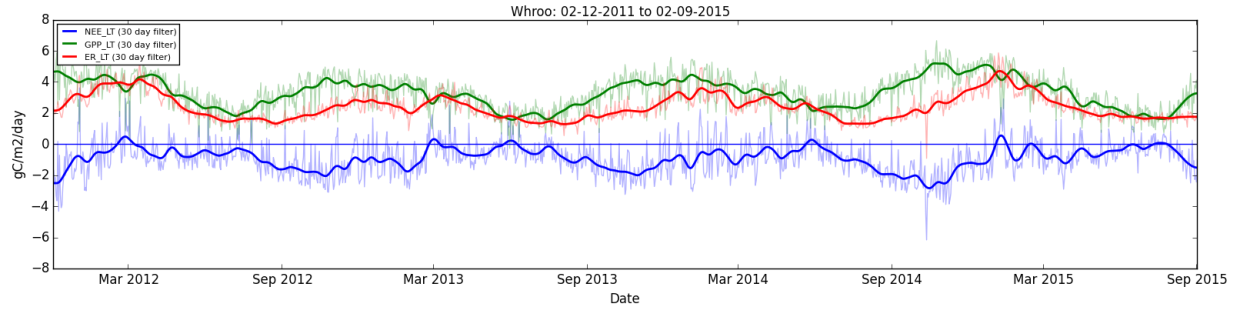 Whroo: 02-12-2011 to 02-09-2015
8
6
4
2
0
−2
−4
−6
−8
gC/m2/day
NEE_LT (30 day filter)
GPP_LT (30 day filter)
ER_LT (30 day filter)
Mar 2012 Sep 2012 Mar 2013 Sep 2013 Mar 2014 Sep 2014 Mar 2015 Sep 2015
Date